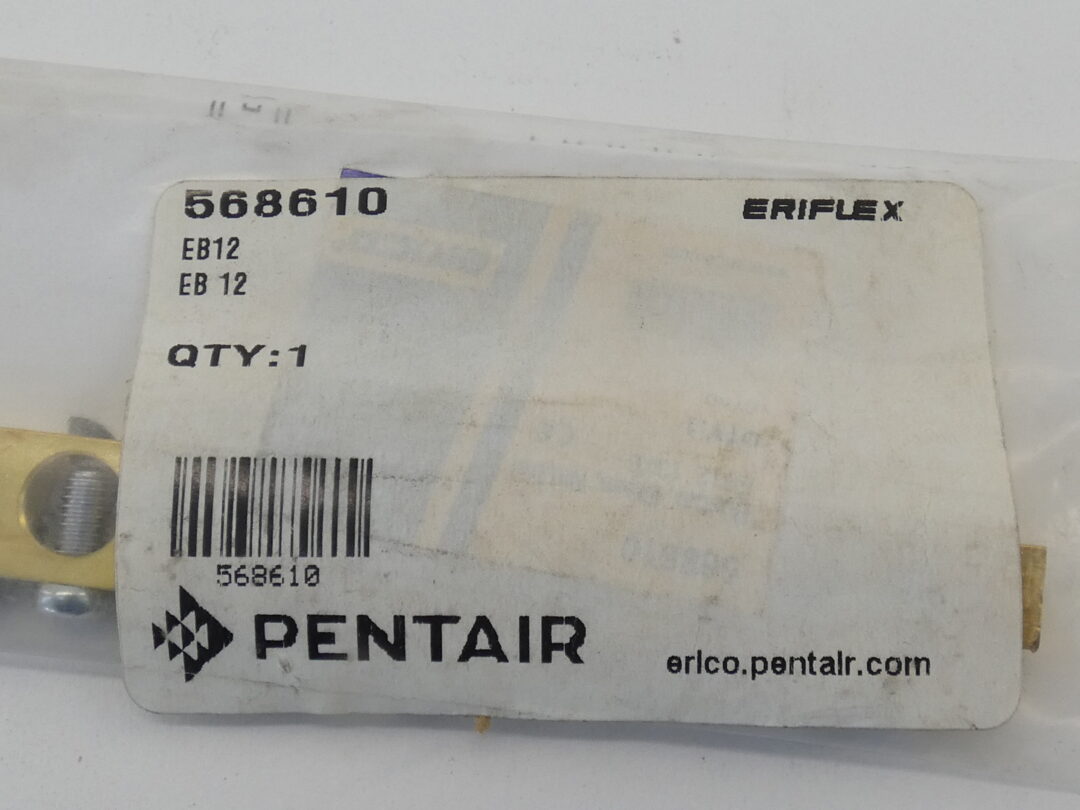 568610
ERIFLEX
EB12
EB 12
QTY:1
568610
PENTAIR
erico.pentair.com